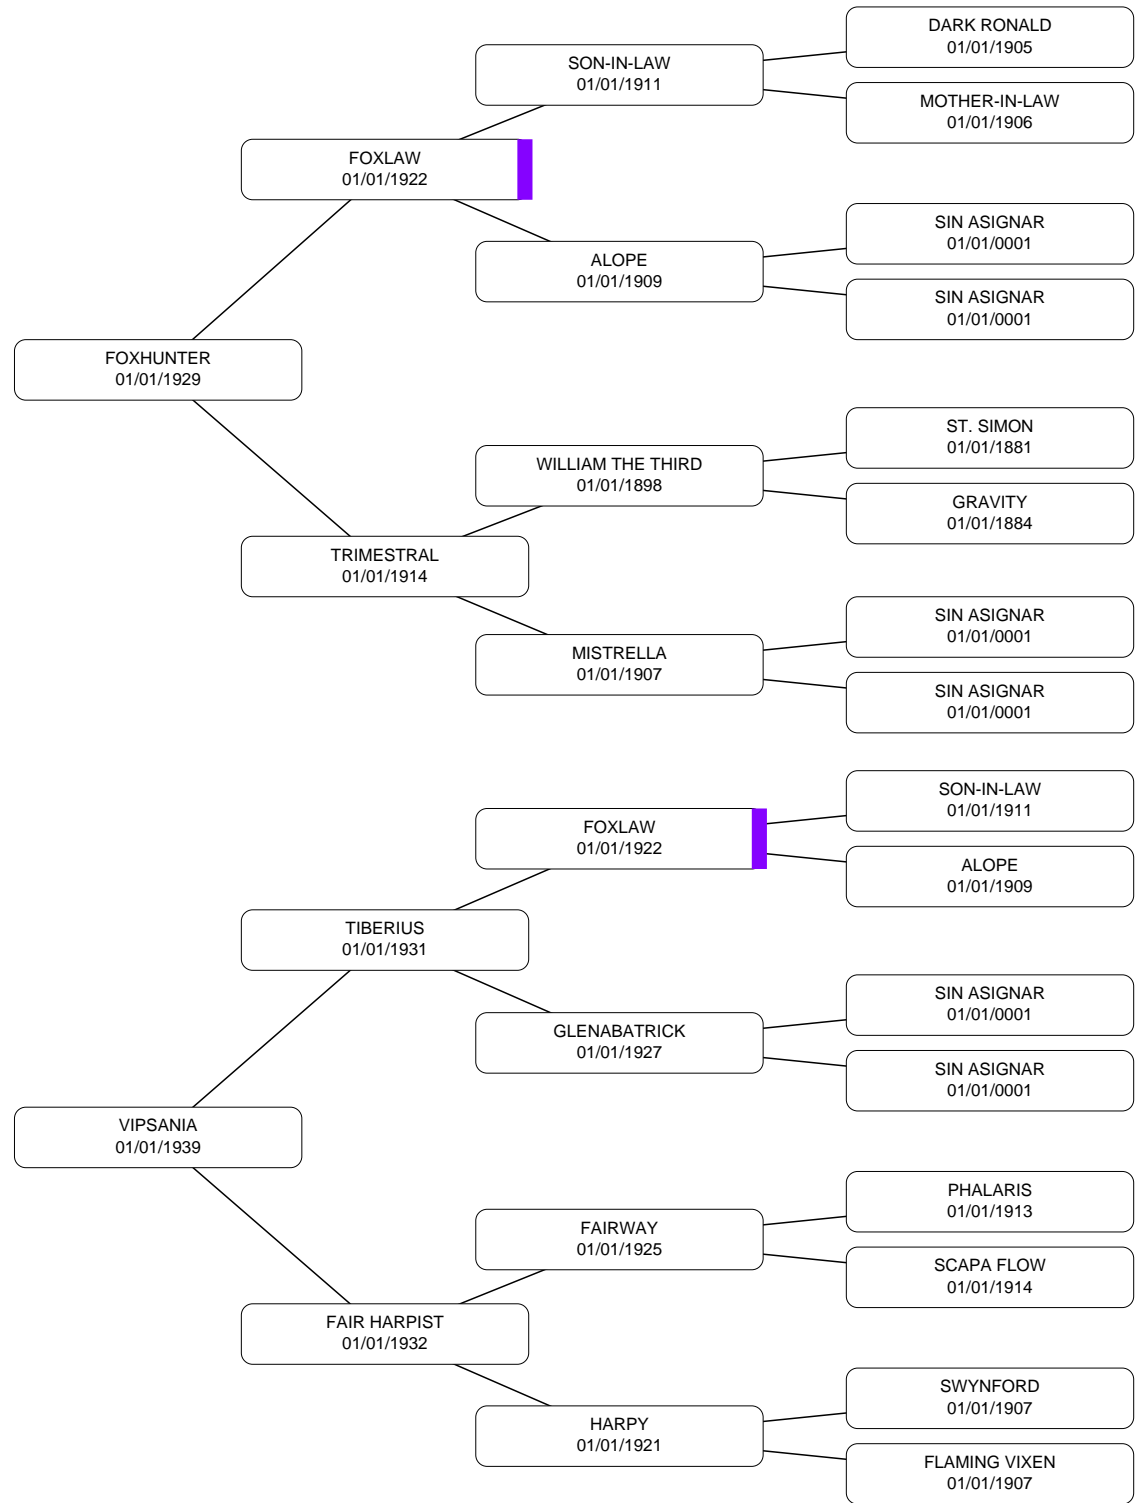 DARK RONALD
01/01/1905
SON-IN-LAW
01/01/1911
MOTHER-IN-LAW
01/01/1906
FOXLAW
01/01/1922
SIN ASIGNAR
01/01/0001
ALOPE
01/01/1909
SIN ASIGNAR
01/01/0001
FOXHUNTER
01/01/1929
ST. SIMON
01/01/1881
WILLIAM THE THIRD
01/01/1898
GRAVITY
01/01/1884
TRIMESTRAL
01/01/1914
SIN ASIGNAR
01/01/0001
MISTRELLA
01/01/1907
SIN ASIGNAR
01/01/0001
SON-IN-LAW
01/01/1911
FOXLAW
01/01/1922
ALOPE
01/01/1909
TIBERIUS
01/01/1931
SIN ASIGNAR
01/01/0001
GLENABATRICK
01/01/1927
SIN ASIGNAR
01/01/0001
VIPSANIA
01/01/1939
PHALARIS
01/01/1913
FAIRWAY
01/01/1925
SCAPA FLOW
01/01/1914
FAIR HARPIST
01/01/1932
SWYNFORD
01/01/1907
HARPY
01/01/1921
FLAMING VIXEN
01/01/1907